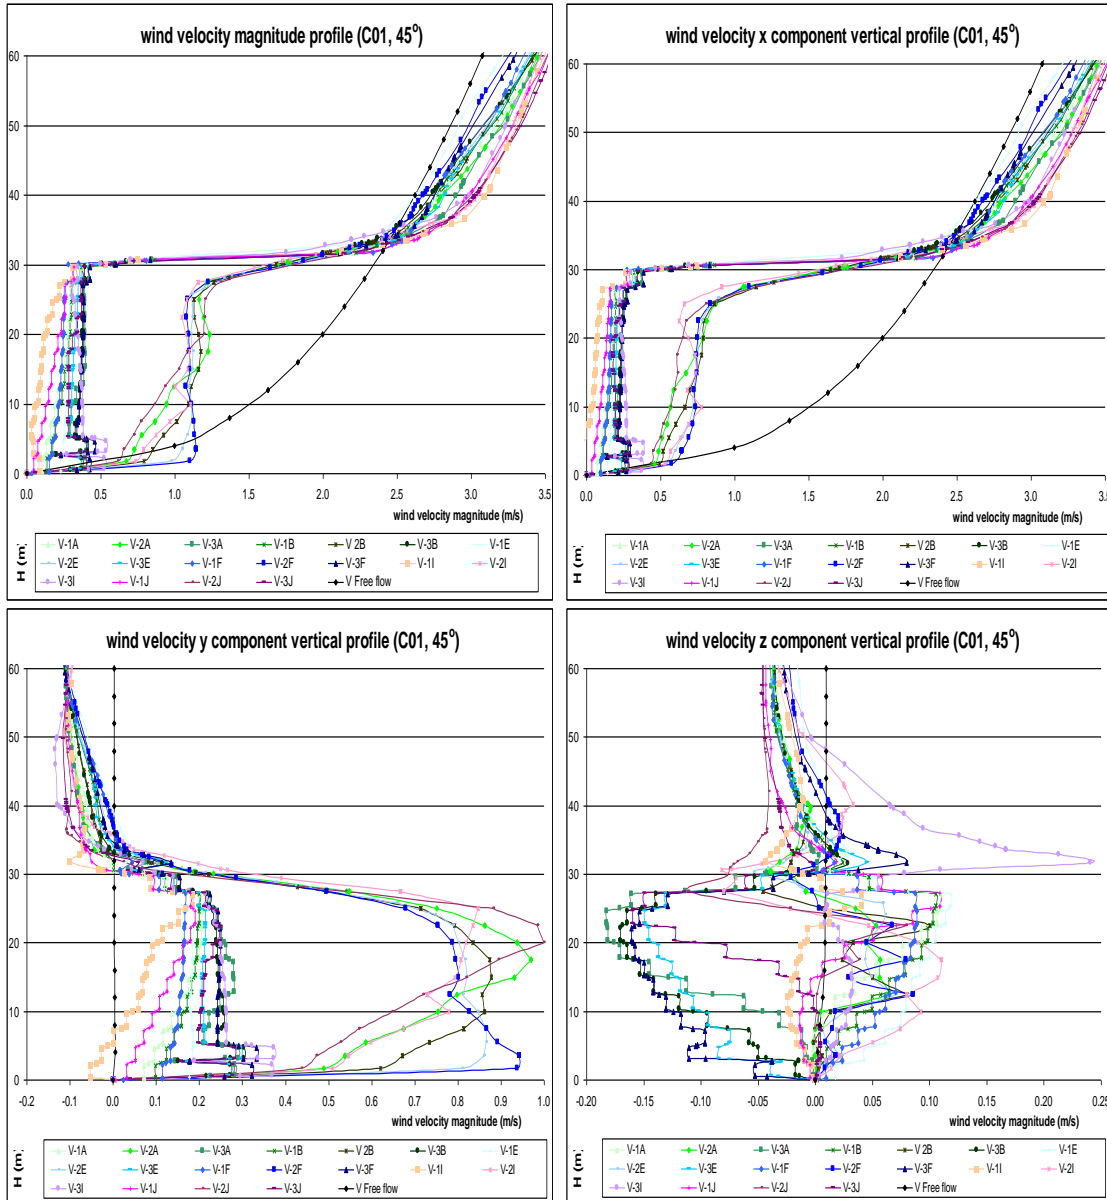 wind velocity magnitude profile (C01, 45°)
60
50
40
30
20
10
0
0.0 0.5 1.0 1.5 2.0 2.5 3.0 3.5
wind velocity magnitude (m/s)
H (m)
V-1A V-2A V-3A V-1B V 2B V-3B V-1E
V-2E V-3E V-1F V-2F V-3F V-1I V-2I
V-3I V-1J V-2J V-3J V Free flow
wind velocity x component vertical profile (C01, 45°)
60
50
40
30
20
10
0
0.0 0.5 1.0 1.5 2.0 2.5 3.0 3.5
wind velocity magnitude (m/s)
H (m)
V-1A V-2A V-3A V-1B V 2B V-3B V-1E
V-2E V-3E V-1F V-2F V-3F V-1I V-2I
V-3I V-1J V-2J V-3J V Free flow
wind velocity y component vertical profile (C01, 45°)
60
50
40
30
20
10
0
-0.2 -0.1 0.0 0.1 0.2 0.3 0.4 0.5 0.6 0.7 0.8 0.9 1.0
wind velocity magnitude (m/s)
H (m)
V-1A V-2A V-3A V-1B V 2B V-3B V-1E
V-2E V-3E V-1F V-2F V-3F V-1I V-2I
V-3I V-1J V-2J V-3J V Free flow
wind velocity z component vertical profile (C01, 45°)
60
50
40
30
20
10
0
-0.20 -0.15 -0.10 -0.05 0.00 0.05 0.10 0.15 0.20 0.25
wind velocity magnitude (m/s)
H (m)
V-1A V-2A V-3A V-1B V 2B V-3B V-1E
V-2E V-3E V-1F V-2F V-3F V-1I V-2I
V-3I V-1J V-2J V-3J V Free flow